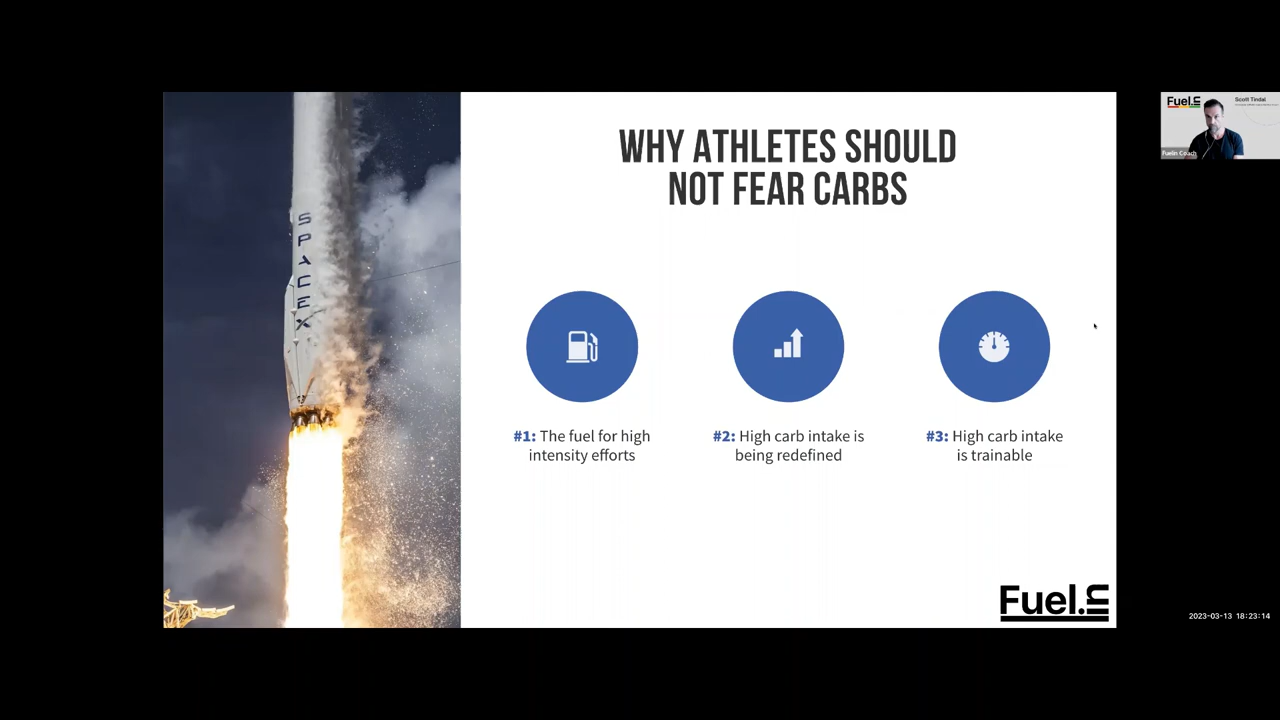 WHY ATHLETES SHOULD
NOT FEAR CARBS
SPACEX
#1: The fuel for high
intensity efforts
#2: High carb intake is
being redefined
#3: High carb intake
is trainable
Fuel.in
Fuel.in
Scott Tindal
Fuelin Coach
2023-03-13 18:23:14